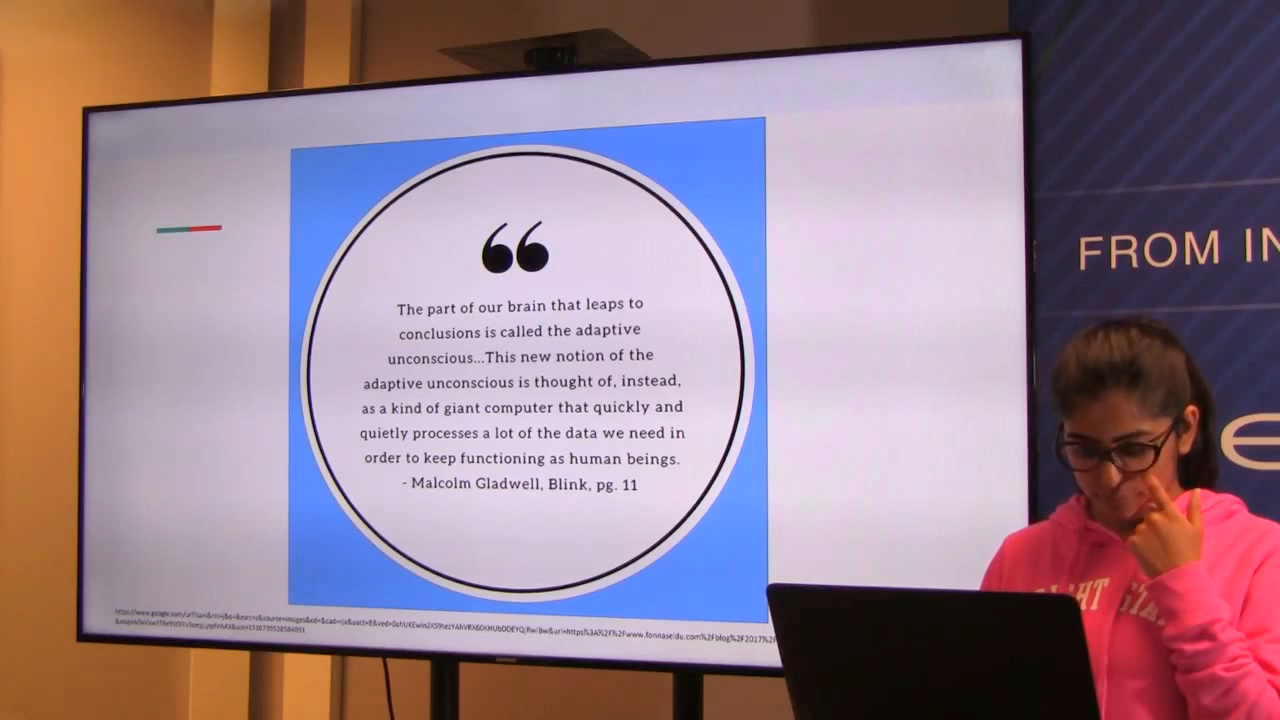 ❝
The part of our brain that leaps to
conclusions is called the adaptive
unconscious...This new notion of the
adaptive unconscious is thought of, instead,
as a kind of giant computer that quickly and
quietly processes a lot of the data we need in
order to keep functioning as human beings.
- Malcolm Gladwell, Blink, pg. 11
FROM IN